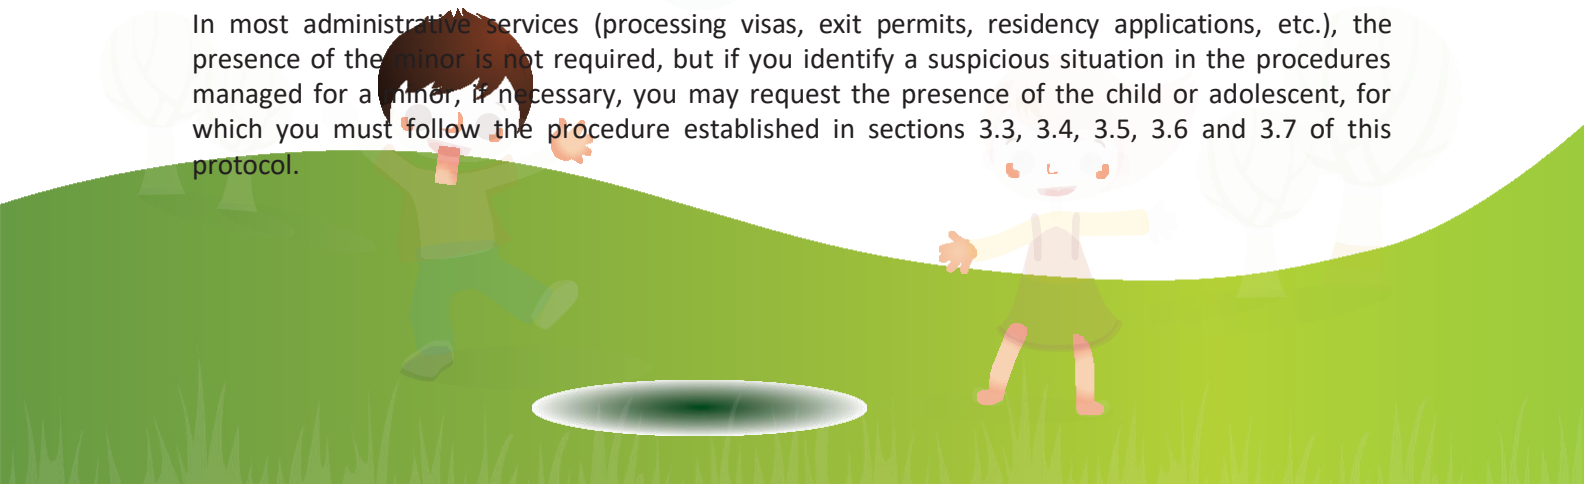 In most administrative services (processing visas, exit permits, residency applications, etc.), the
presence of the minor is not required, but if you identify a suspicious situation in the procedures
managed for a minor, if necessary, you may request the presence of the child or adolescent, for
which you must follow the procedure established in sections 3.3, 3.4, 3.5, 3.6 and 3.7 of this
protocol.